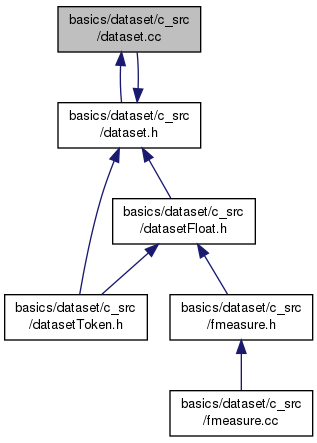 basics/dataset/c_src
/dataset.cc
basics/dataset/c_src
/dataset.h
basics/dataset/c_src
/datasetFloat.h
basics/dataset/c_src
/datasetToken.h
basics/dataset/c_src
/fmeasure.h
basics/dataset/c_src
/fmeasure.cc